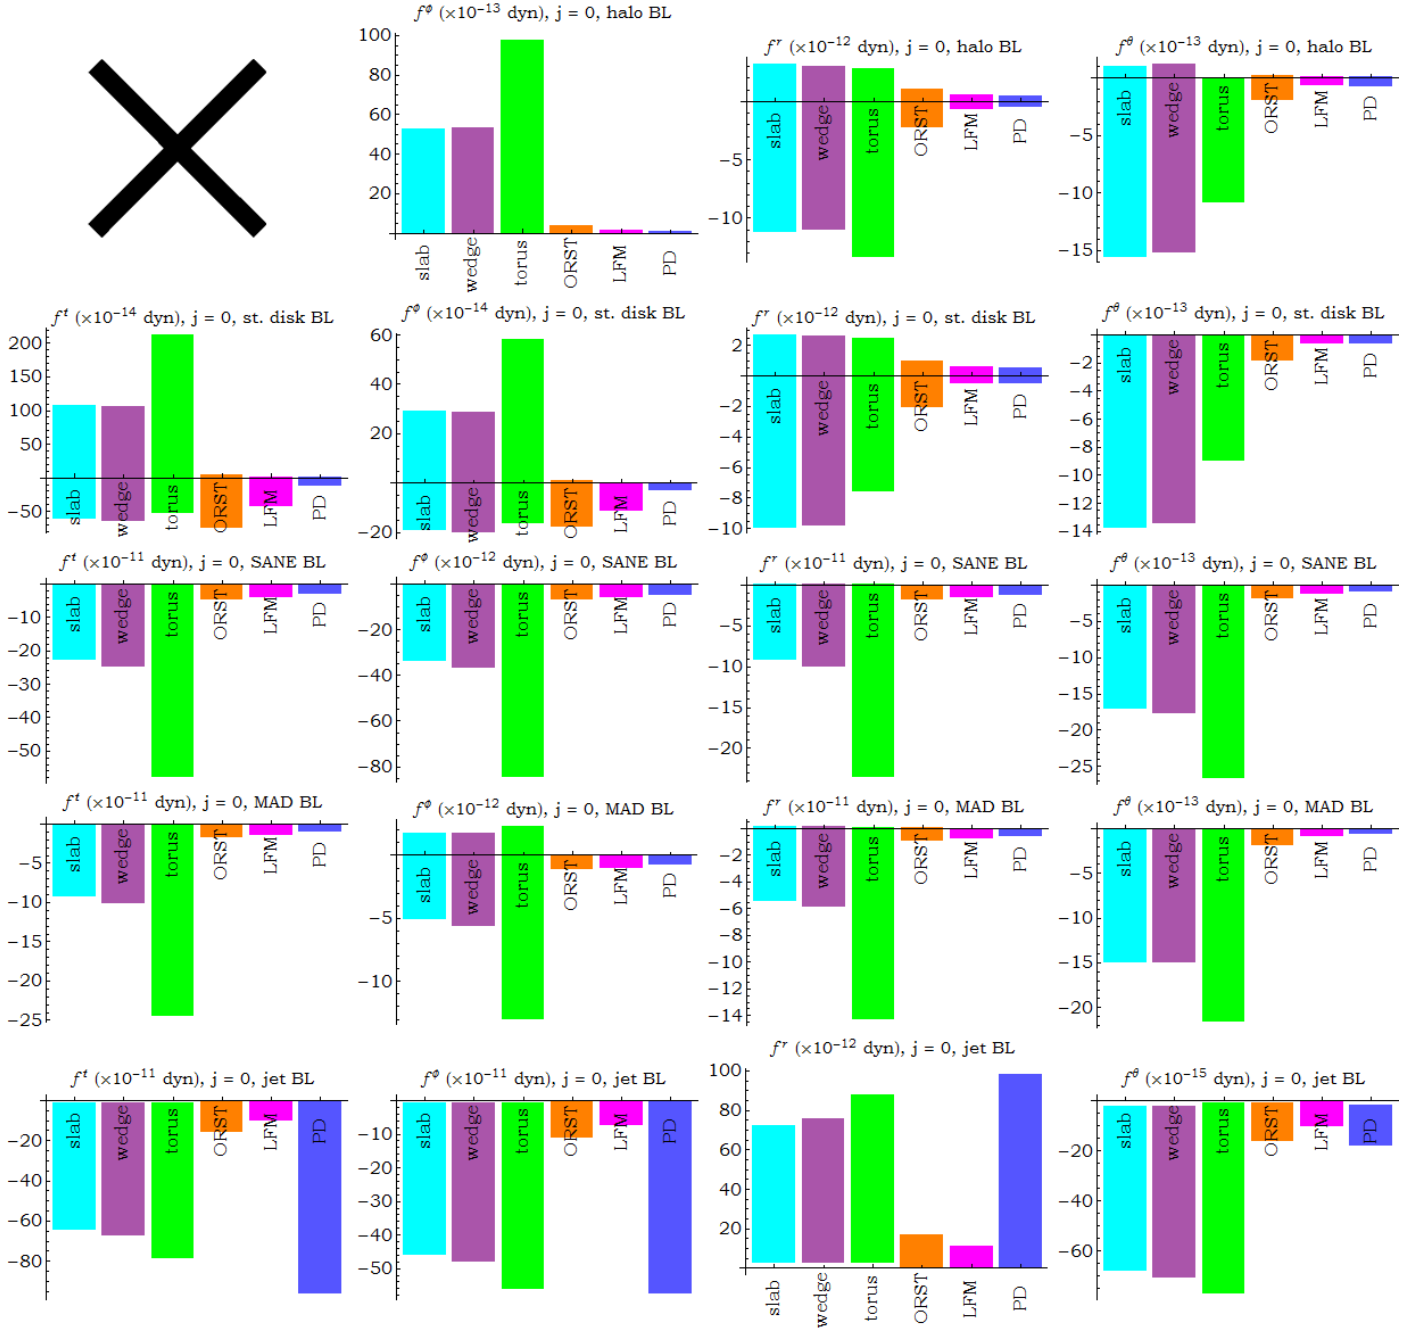 f^ϕ (×10^−13 dyn), j = 0, halo BL
100
80
60
40
20
slab wedge torus ORST LFM PD
f^r (×10^−12 dyn), j = 0, halo BL
−5
−10
slab wedge torus ORST LFM PD
f^θ (×10^−13 dyn), j = 0, halo BL
−5
−10
−15
slab wedge torus ORST LFM PD
f^t (×10^−14 dyn), j = 0, st. disk BL
200
150
100
50
−50
slab wedge torus ORST LFM PD
f^ϕ (×10^−14 dyn), j = 0, st. disk BL
60
40
20
−20
slab wedge torus ORST LFM PD
f^r (×10^−12 dyn), j = 0, st. disk BL
2
−2
−4
−6
−8
−10
slab wedge torus ORST LFM PD
f^θ (×10^−13 dyn), j = 0, st. disk BL
−2
−4
−6
−8
−10
−12
−14
slab wedge torus ORST LFM PD
f^t (×10^−11 dyn), j = 0, SANE BL
−10
−20
−30
−40
−50
slab wedge torus ORST LFM PD
f^ϕ (×10^−12 dyn), j = 0, SANE BL
−20
−40
−60
−80
slab wedge torus ORST LFM PD
f^r (×10^−11 dyn), j = 0, SANE BL
−5
−10
−15
−20
slab wedge torus ORST LFM PD
f^θ (×10^−13 dyn), j = 0, SANE BL
−5
−10
−15
−20
−25
slab wedge torus ORST LFM PD
f^t (×10^−11 dyn), j = 0, MAD BL
−5
−10
−15
−20
−25
slab wedge torus ORST LFM PD
f^ϕ (×10^−12 dyn), j = 0, MAD BL
−5
−10
slab wedge torus ORST LFM PD
f^r (×10^−11 dyn), j = 0, MAD BL
−2
−4
−6
−8
−10
−12
−14
slab wedge torus ORST LFM PD
f^θ (×10^−13 dyn), j = 0, MAD BL
−5
−10
−15
−20
slab wedge torus ORST LFM PD
f^t (×10^−11 dyn), j = 0, jet BL
−20
−40
−60
−80
slab wedge torus ORST LFM PD
f^ϕ (×10^−11 dyn), j = 0, jet BL
−10
−20
−30
−40
−50
slab wedge torus ORST LFM PD
f^r (×10^−12 dyn), j = 0, jet BL
100
80
60
40
20
slab wedge torus ORST LFM PD
f^θ (×10^−15 dyn), j = 0, jet BL
−20
−40
−60
slab wedge torus ORST LFM PD